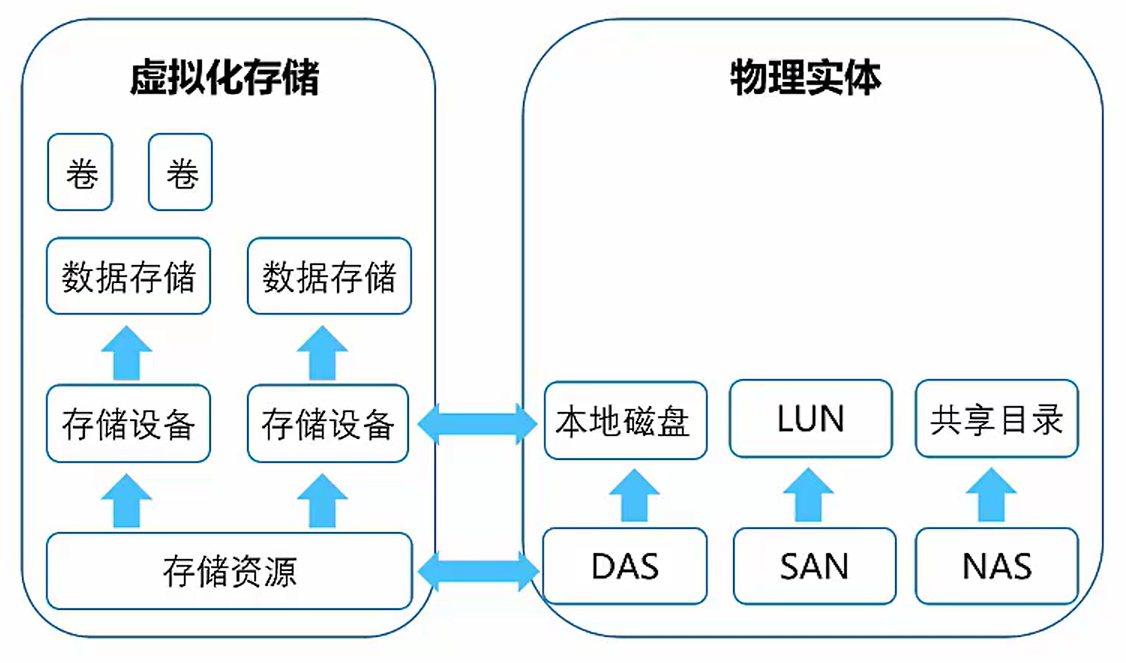 虚拟化存储
卷 卷
数据存储 数据存储
存储设备 存储设备
存储资源
物理实体
本地磁盘 LUN 共享目录
DAS SAN NAS